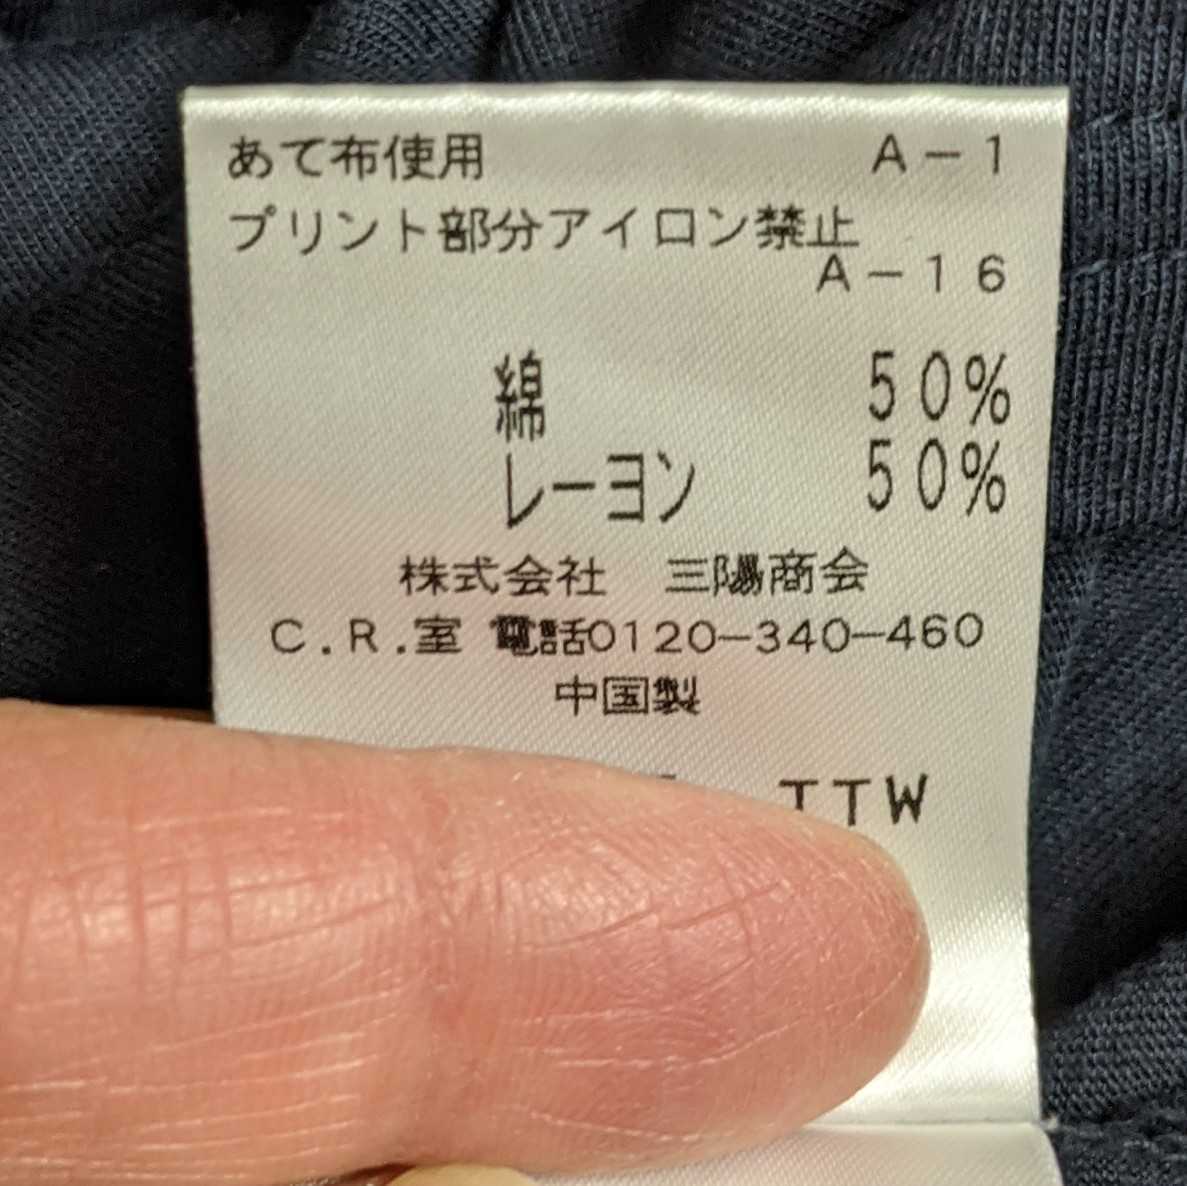 あて布使用 A－1
プリント部分アイロン禁止
A－16
綿 50%
レーヨン 50%
株式会社　三陽商会
C.R.室 電話0120－340－460
中国製
TTW